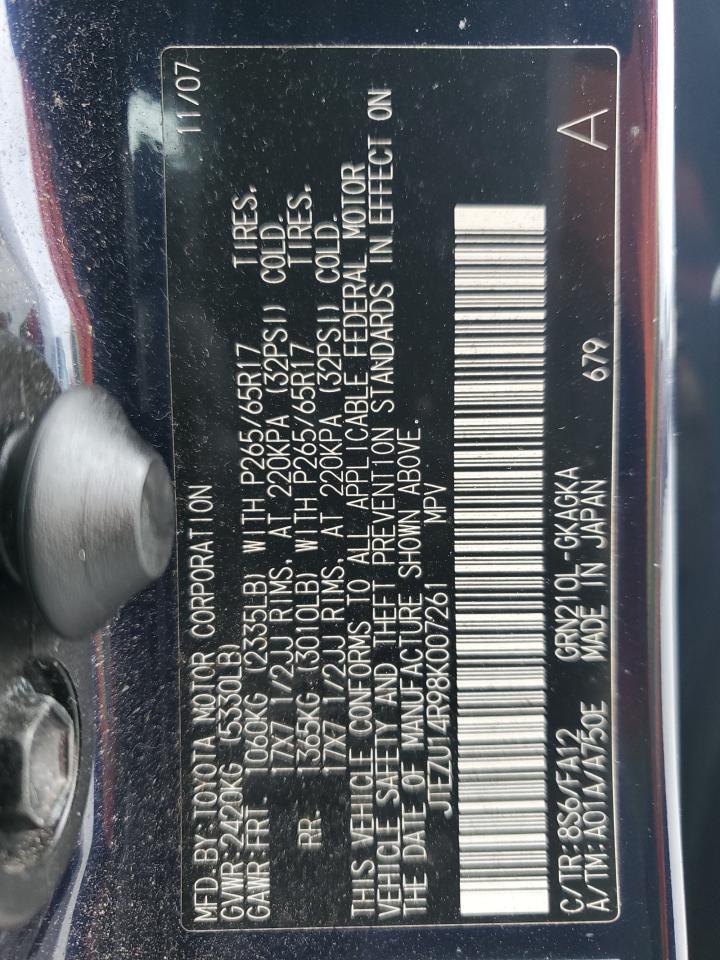 MFD.BY:TOYOTA MOTOR CORPORATION 11/07
GVWR:2420KG (5330LB)
GAWR:FRT. 1060KG (2335LB) WITH P265/65R17 TIRES,
17X7 1/2JJ RIMS, AT 220KPA (32PSI) COLD.
RR. 1365KG (3010LB) WITH P265/65R17 TIRES,
17X7 1/2JJ RIMS, AT 220KPA (32PSI) COLD.
THIS VEHICLE CONFORMS TO ALL APPLICABLE FEDERAL MOTOR
VEHICLE SAFETY AND THEFT PREVENTION STANDARDS IN EFFECT ON
THE DATE OF MANUFACTURE SHOWN ABOVE.
JTEZU14R98K007261 MPV
C/TR:8S6/FA12 GRN210L-GKAGKA
A/TM:A01A/A750E MADE IN JAPAN 679 A